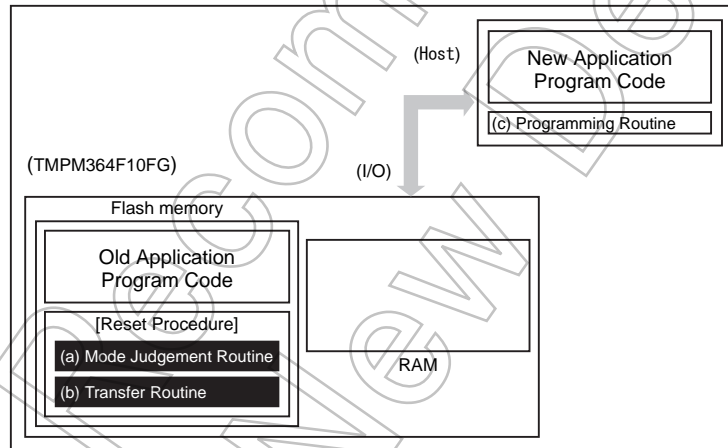 (Host)
New Application
Program Code
(c) Programming Routine
(TMPM364F10FG)
(I/O)
Flash memory
Old Application
Program Code
[Reset Procedure]
(a) Mode Judgement Routine
(b) Transfer Routine
RAM